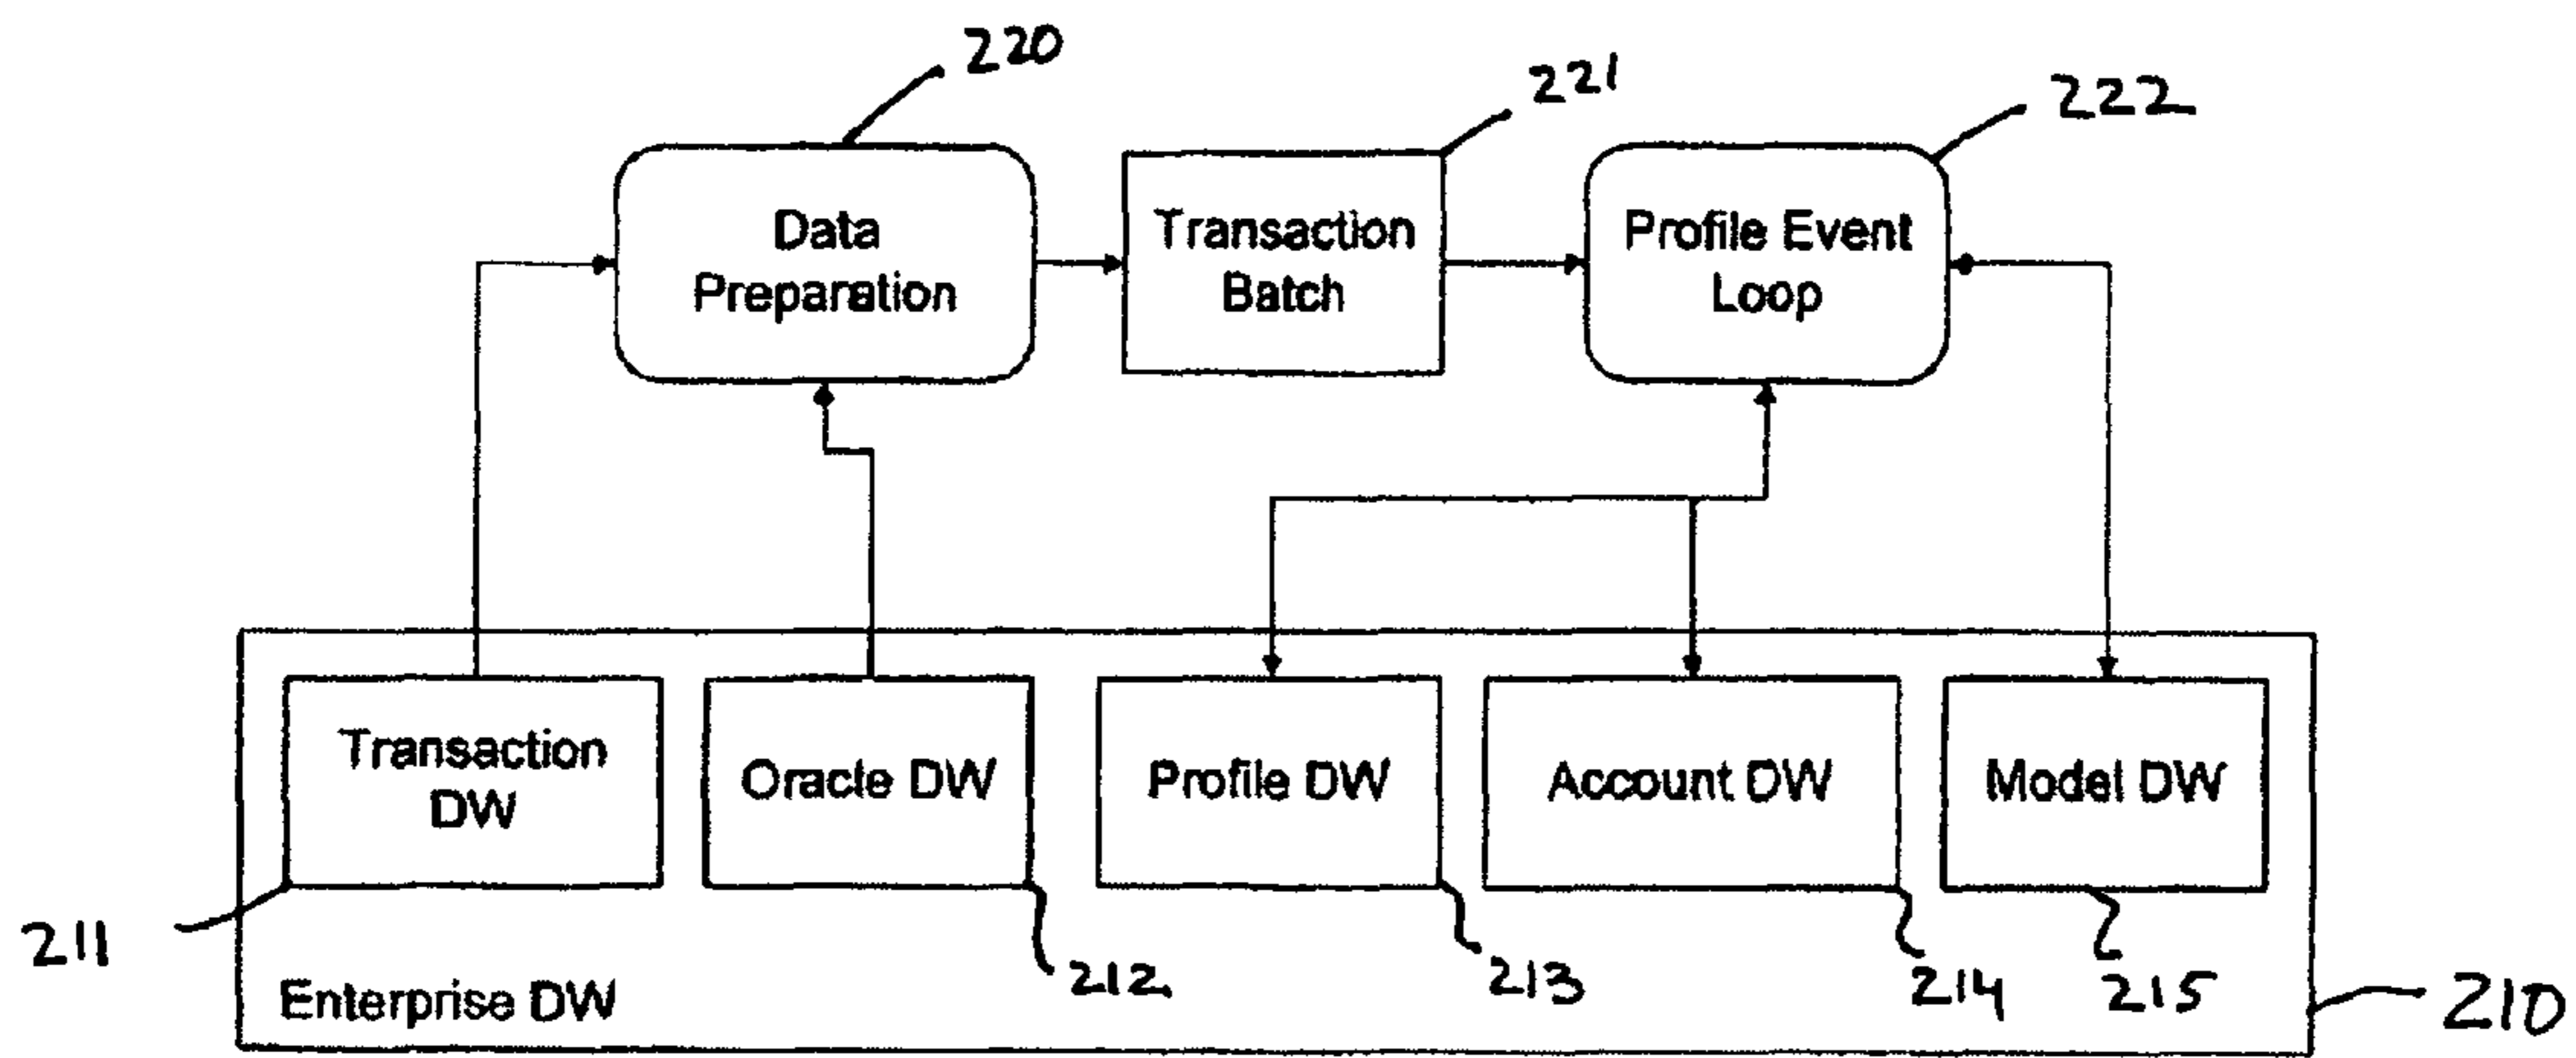 220
221
222
Data
Preparation
Transaction
Batch
Profile Event
Loop
Transaction
DW
Oracle DW
Profile DW
Account DW
Model DW
211
212
213
214
215
Enterprise DW
210